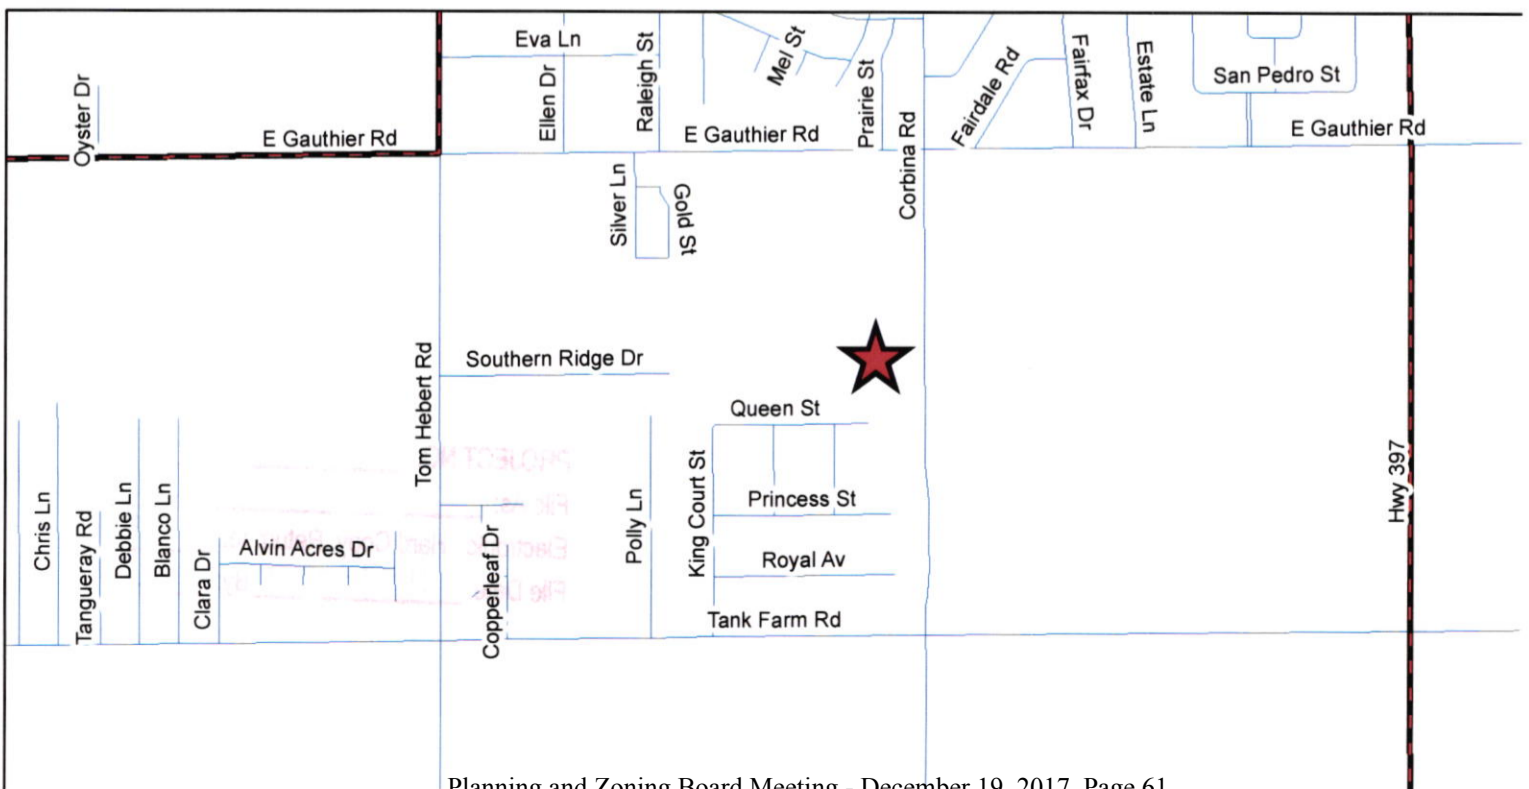 Eva Ln
Mel St
San Pedro St
Oyster Dr
Ellen Dr
Raleigh St
Prairie St
Corbina Rd
Fairdale Rd
Fairfax Dr
Estate Ln
E Gauthier Rd
E Gauthier Rd
E Gauthier Rd
Silver Ln
Gold St
Southern Ridge Dr
Tom Hebert Rd
Queen St
Hwy 397
Chris Ln
Tangueray Rd
Debbie Ln
Blanco Ln
Clara Dr
Alvin Acres Dr
Copperleaf Dr
Polly Ln
King Court St
Princess St
Royal Av
Tank Farm Rd
Planning and Zoning Board Meeting - December 19, 2017 Page 61